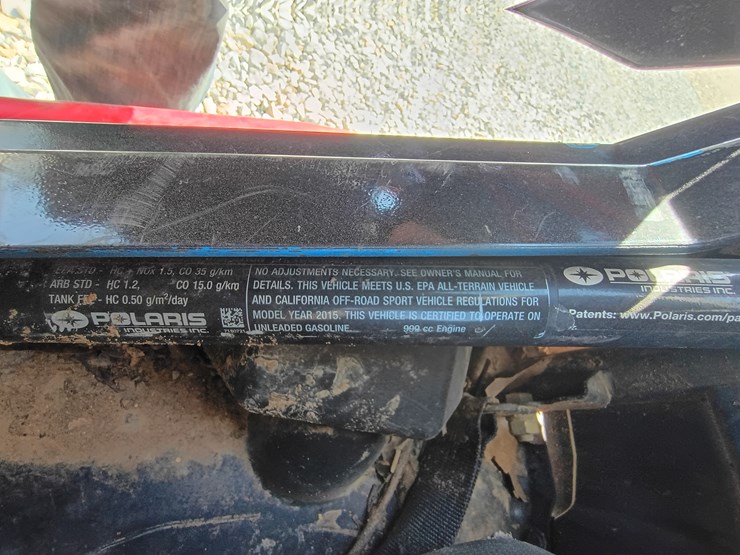 EPA STD - HC + NOx 1.5, CO 35 g/km
ARB STD - HC 1.2, CO 15.0 g/km
TANK - HC 0.50 g/m²/day
POLARIS
INDUSTRIES INC.
NO ADJUSTMENTS NECESSARY. SEE OWNER'S MANUAL FOR
DETAILS. THIS VEHICLE MEETS U.S. EPA ALL-TERRAIN VEHICLE
AND CALIFORNIA OFF-ROAD SPORT VEHICLE REGULATIONS FOR
MODEL YEAR 2015. THIS VEHICLE IS CERTIFIED TO OPERATE ON
UNLEADED GASOLINE. 999 cc Engine
POLARIS
INDUSTRIES INC.
Patents: www.Polaris.com/pa